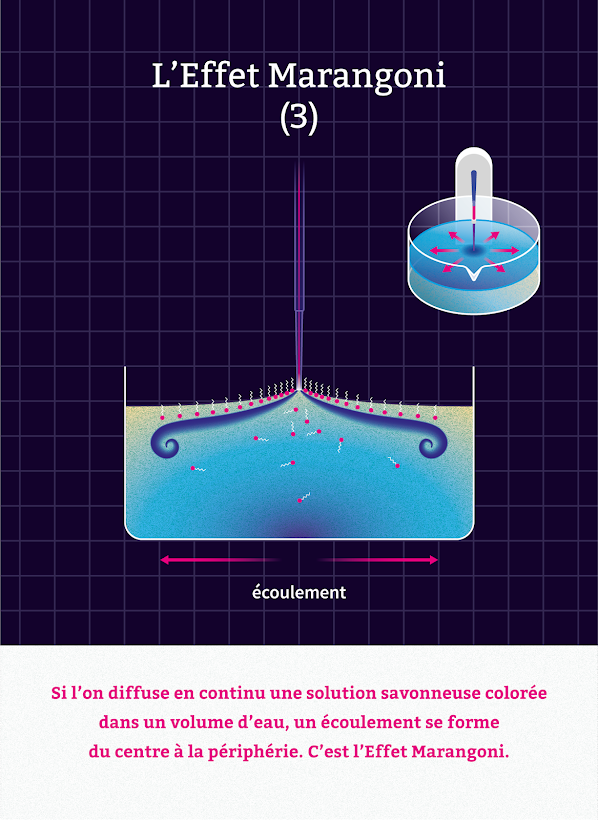 L’Effet Marangoni
(3)
écoulement
Si l’on diffuse en continu une solution savonneuse colorée
dans un volume d’eau, un écoulement se forme
du centre à la périphérie. C’est l’Effet Marangoni.